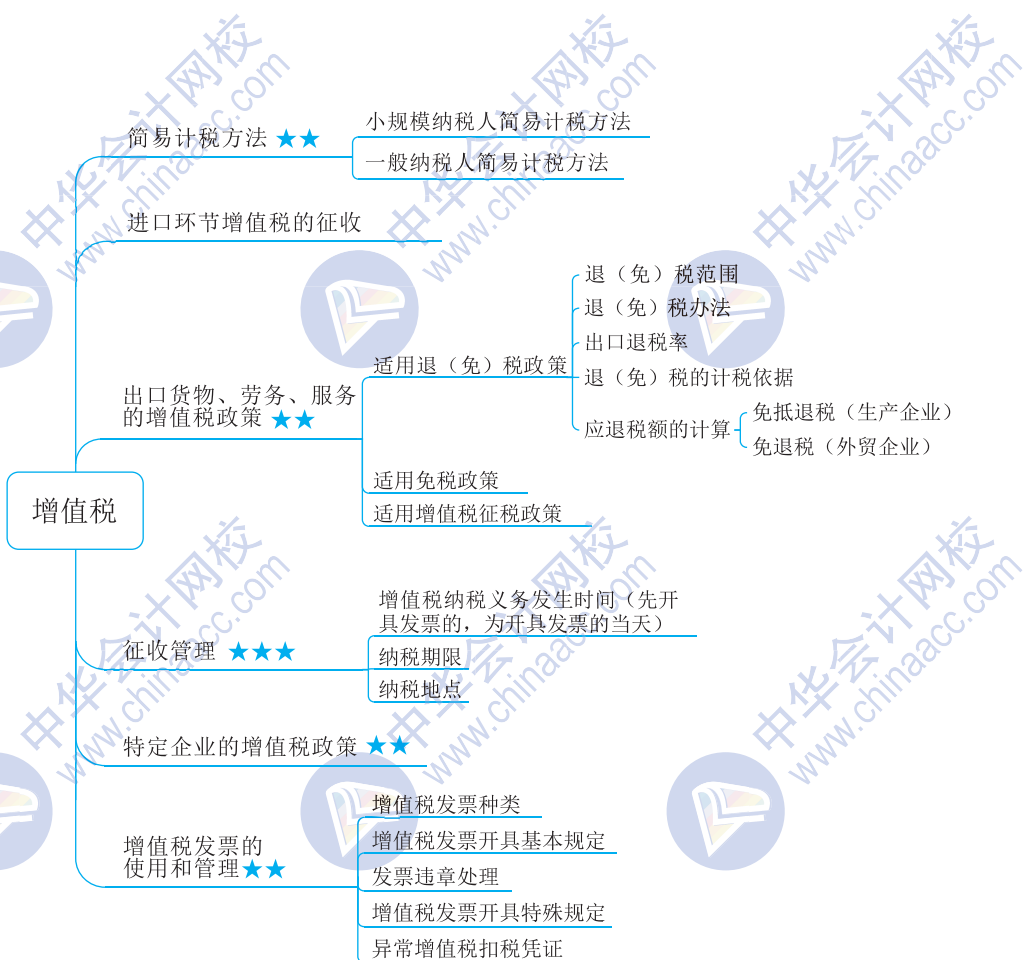 简易计税方法 ★★
小规模纳税人简易计税方法
一般纳税人简易计税方法
进口环节增值税的征收
出口货物、劳务、服务
的增值税政策 ★★
适用退（免）税政策
退（免）税范围
退（免）税办法
出口退税率
退（免）税的计税依据
应退税额的计算
免抵退税（生产企业）
免退税（外贸企业）
适用免税政策
适用增值税征税政策
增值税
征收管理 ★★★
增值税纳税义务发生时间（先开
具发票的，为开具发票的当天）
纳税期限
纳税地点
特定企业的增值税政策 ★★
增值税发票的
使用和管理★★
增值税发票种类
增值税发票开具基本规定
发票违章处理
增值税发票开具特殊规定
异常增值税扣税凭证
中华会计网校
www.chinaacc.com
中华会计网校
www.chinaacc.com
中华会计网校
www.chinaacc.com
中华会计网校
www.chinaacc.com
中华会计网校
www.chinaacc.com
中华会计网校
www.chinaacc.com